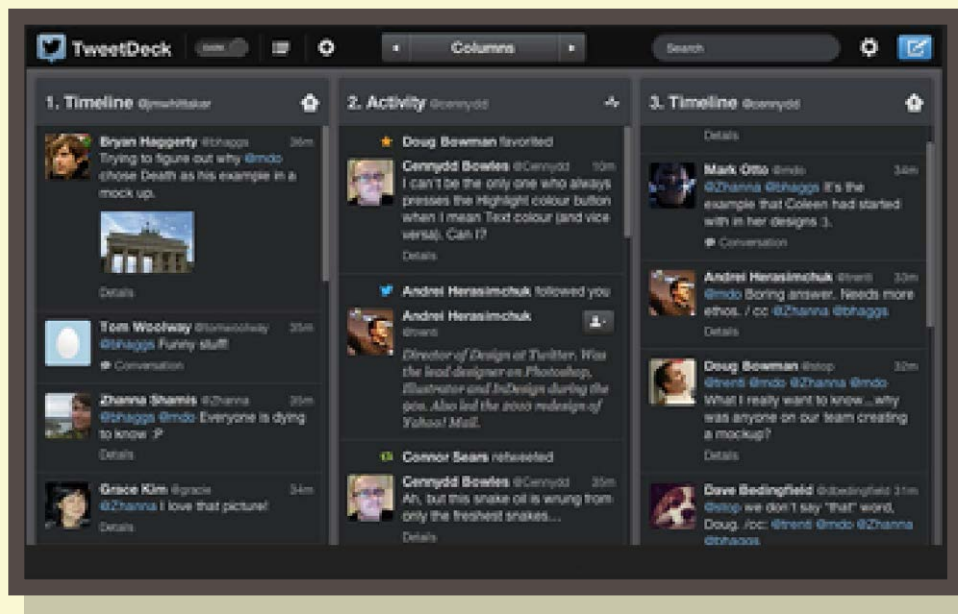 TweetDeck
Columns
Search
1. Timeline @jmwhittaker
Bryan Haggerty @bhaggs 36m
Trying to figure out why @mdo
chose Death as his example in a
mock up.
Details
Tom Woolway @tomwoolway 35m
@bhaggs Funny stuff!
Conversation
Zhanna Shamis @Zhanna 35m
@bhaggs @mdo Everyone is dying
to know :P
Details
Grace Kim @gracie 34m
@Zhanna I love that picture!
Details
2. Activity @cennydd
Doug Bowman favorited
Cennydd Bowles @Cennydd 10m
I can't be the only one who always
presses the Highlight colour button
when I mean Text colour (and vice
versa). Can I?
Details
Andrei Herasimchuk followed you
Andrei Herasimchuk
@trenti
Director of Design at Twitter. Was
the lead designer on Photoshop,
Illustrator and InDesign during the
90s. Also led the 2010 redesign of
Yahoo! Mail.
Connor Sears retweeted
Cennydd Bowles @Cennydd 35m
Ah, but this snake oil is wrung from
only the freshest snakes...
Details
3. Timeline @cennydd
Details
Mark Otto @mdo 34m
@Zhanna @bhaggs It's the
example that Coleen had started
with in her designs :).
Conversation
Andrei Herasimchuk @trenti 33m
@mdo Boring answer. Needs more
ethos. / cc @Zhanna @bhaggs
Details
Doug Bowman @stop 32m
@trenti @mdo @Zhanna @mdo
What I really want to know...why
was anyone on our team creating
a mockup?
Details
Dave Bedingfield @dbedingfield 31m
@stop we don't say "that" word,
Doug. /cc: @trenti @mdo @Zhanna
@bhaggs